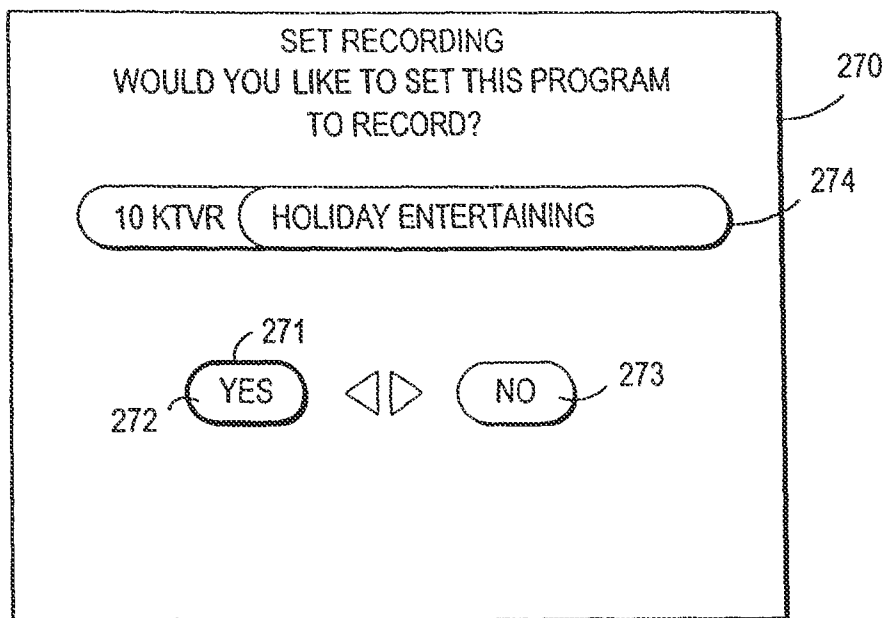 SET RECORDING
WOULD YOU LIKE TO SET THIS PROGRAM
TO RECORD?
270
274
10 KTVR HOLIDAY ENTERTAINING
271
YES NO 273
272